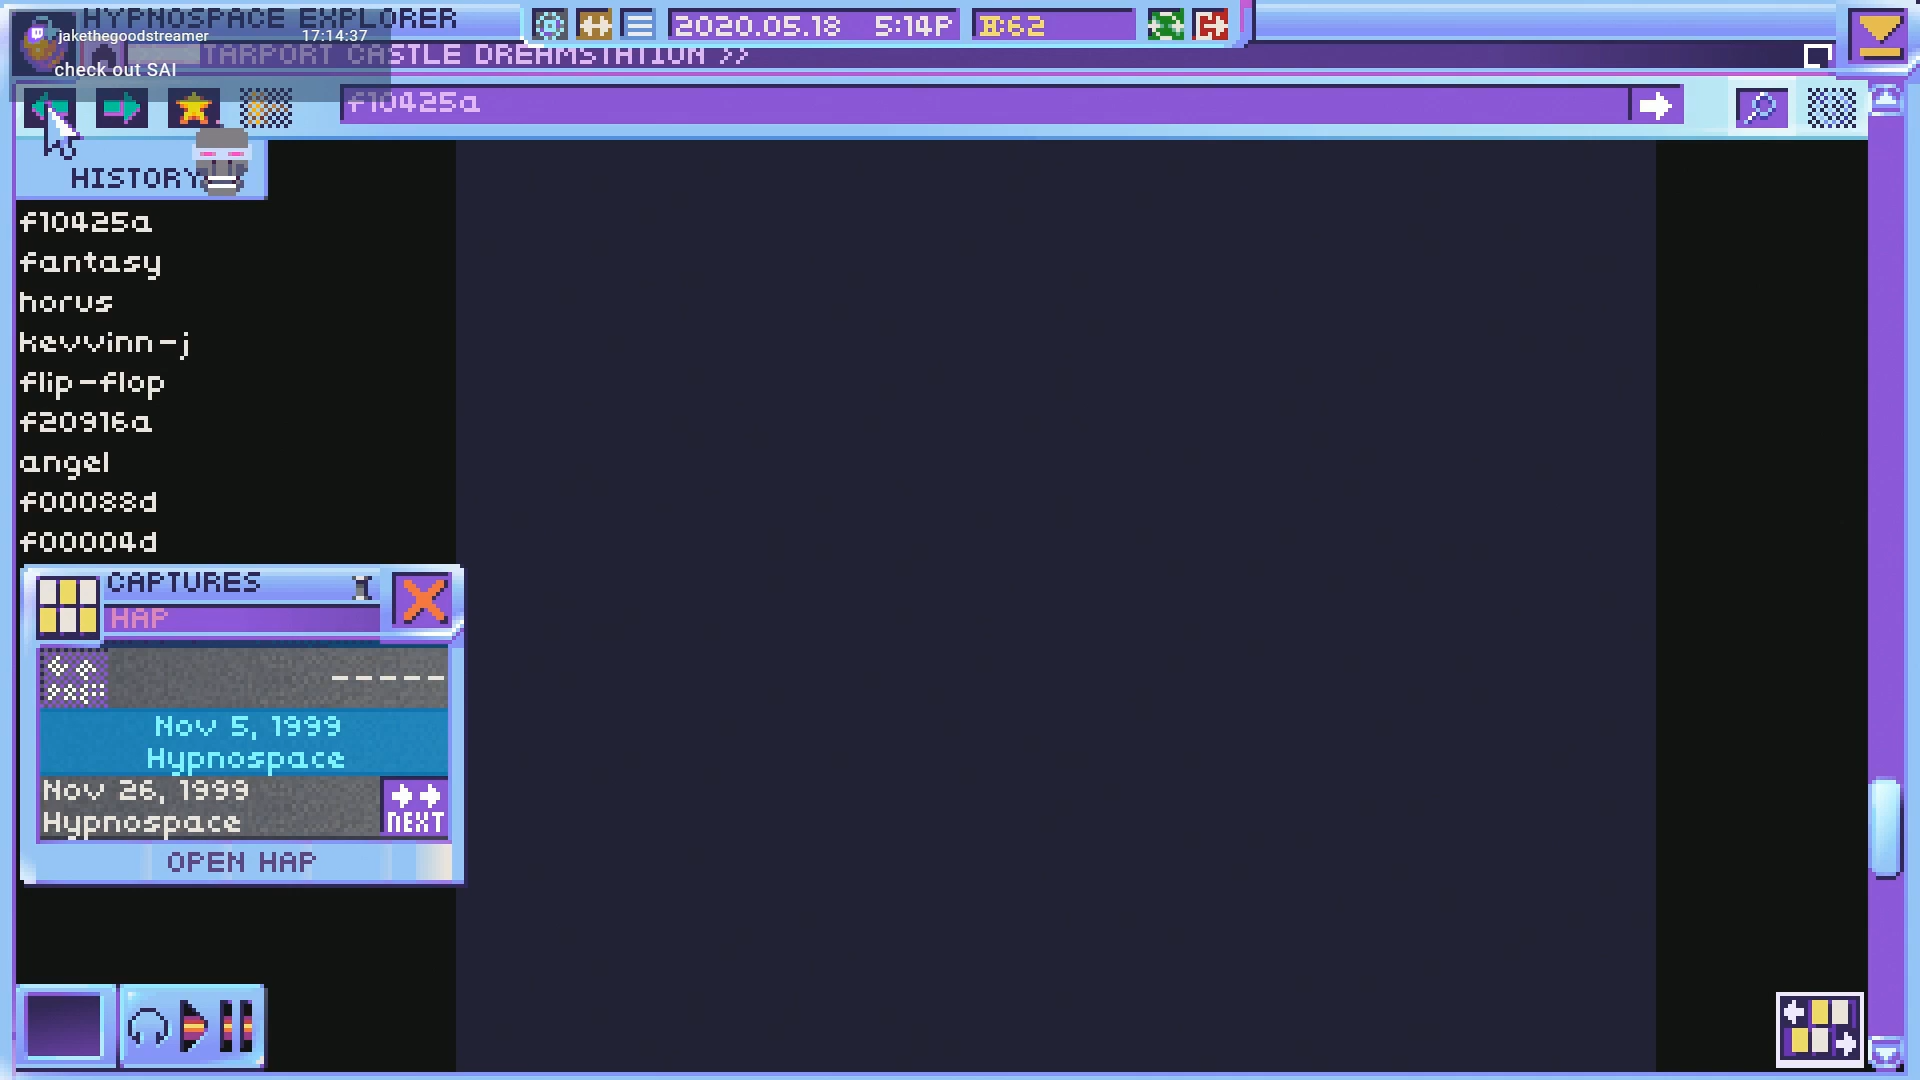 HYPNOSPACE EXPLORER
jakethegoodstreamer 17:14:37
check out SAI
2020.05.18 5:14P
:62
TARPORT CASTLE DREAMSTATION >>
f10425a
HISTORY
f10425a
fantasy
horus
kevvinn-j
flip-flop
f20916a
angel
f00088d
f00004d
CAPTURES
HAP
-----
Nov 5, 1999
Hypnospace
Nov 26, 1999
Hypnospace
NEXT
OPEN HAP